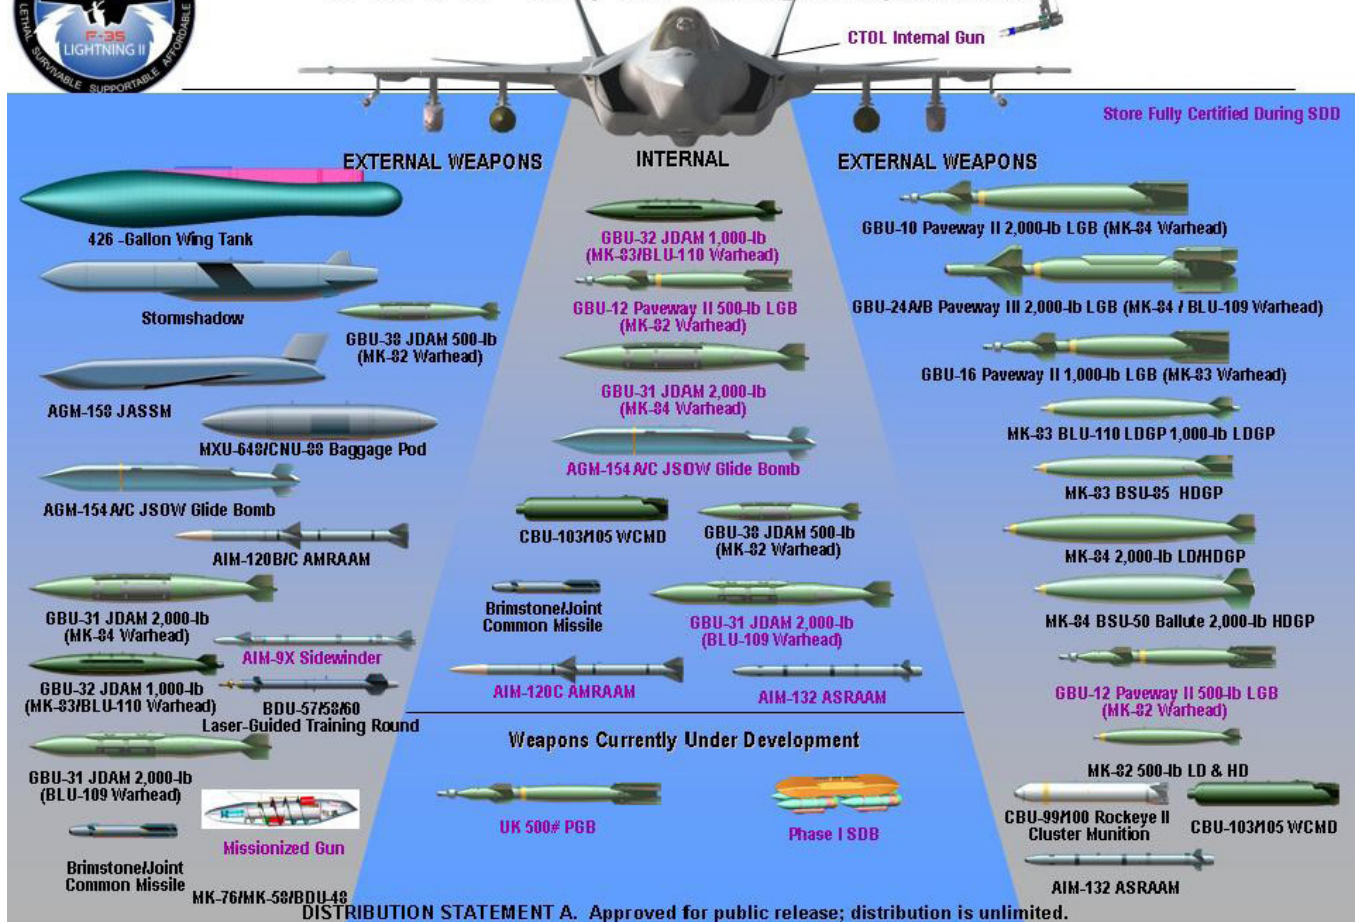 F-35
LIGHTNING II
LETHAL SURVIVABLE SUPPORTABLE AFFORDABLE
CTOL Internal Gun
Store Fully Certified During SDD
EXTERNAL WEAPONS
426 -Gallon Wing Tank
Stormshadow
GBU-38 JDAM 500-lb
(MK-82 Warhead)
AGM-158 JASSM
MXU-648/CNU-88 Baggage Pod
AGM-154A/C JSOW Glide Bomb
AIM-120B/C AMRAAM
GBU-31 JDAM 2,000-lb
(MK-84 Warhead)
AIM-9X Sidewinder
GBU-32 JDAM 1,000-lb
(MK-83/BLU-110 Warhead)
BDU-57/58/60
Laser-Guided Training Round
GBU-31 JDAM 2,000-lb
(BLU-109 Warhead)
Missionized Gun
Brimstone/Joint
Common Missile
MK-76/MK-58/BDU-48
INTERNAL
GBU-32 JDAM 1,000-lb
(MK-83/BLU-110 Warhead)
GBU-12 Paveway II 500-lb LGB
(MK-82 Warhead)
GBU-31 JDAM 2,000-lb
(MK-84 Warhead)
AGM-154A/C JSOW Glide Bomb
CBU-103/105 WCMD
GBU-38 JDAM 500-lb
(MK-82 Warhead)
Brimstone/Joint
Common Missile
GBU-31 JDAM 2,000-lb
(BLU-109 Warhead)
AIM-120C AMRAAM
AIM-132 ASRAAM
Weapons Currently Under Development
UK 500# PGB
Phase I SDB
EXTERNAL WEAPONS
GBU-10 Paveway II 2,000-lb LGB (MK-84 Warhead)
GBU-24A/B Paveway III 2,000-lb LGB (MK-84 / BLU-109 Warhead)
GBU-16 Paveway II 1,000-lb LGB (MK-83 Warhead)
MK-83 BLU-110 LDGP 1,000-lb LDGP
MK-83 BSU-85 HDGP
MK-84 2,000-lb LD/HDGP
MK-84 BSU-50 Ballute 2,000-lb HDGP
GBU-12 Paveway II 500-lb LGB
(MK-82 Warhead)
MK-82 500-lb LD & HD
CBU-99/100 Rockeye II
Cluster Munition
CBU-103/105 WCMD
AIM-132 ASRAAM
DISTRIBUTION STATEMENT A. Approved for public release; distribution is unlimited.